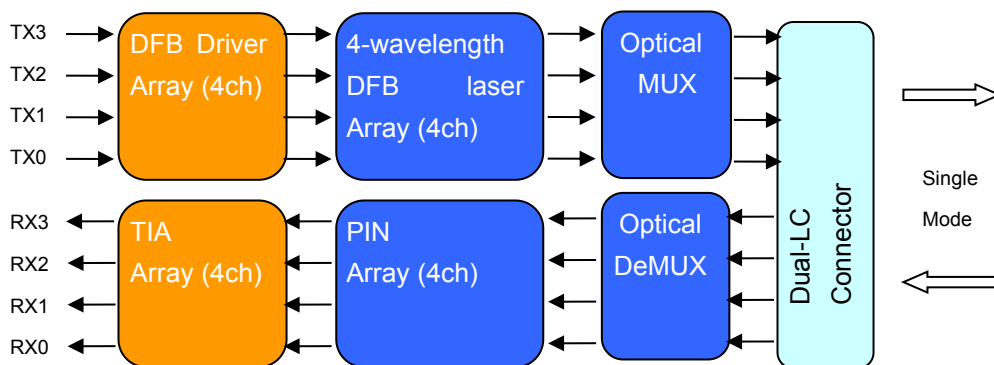 TX3
TX2
TX1
TX0
DFB Driver
Array (4ch)
4-wavelength
DFB laser
Array (4ch)
Optical
MUX
RX3
RX2
RX1
RX0
TIA
Array (4ch)
PIN
Array (4ch)
Optical
DeMUX
Dual-LC
Connector
Single
Mode